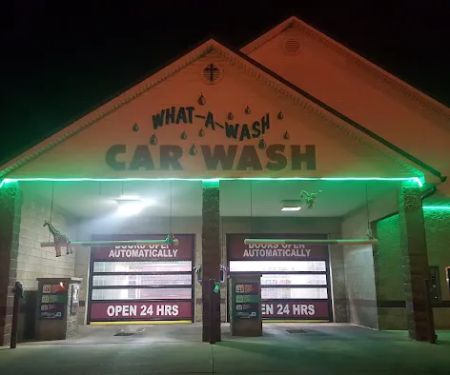 WHAT-A-WASH
CAR WASH
DOORS OPEN
AUTOMATICALLY
OPEN 24 HRS
DOORS OPEN
AUTOMATICALLY
OPEN 24 HRS